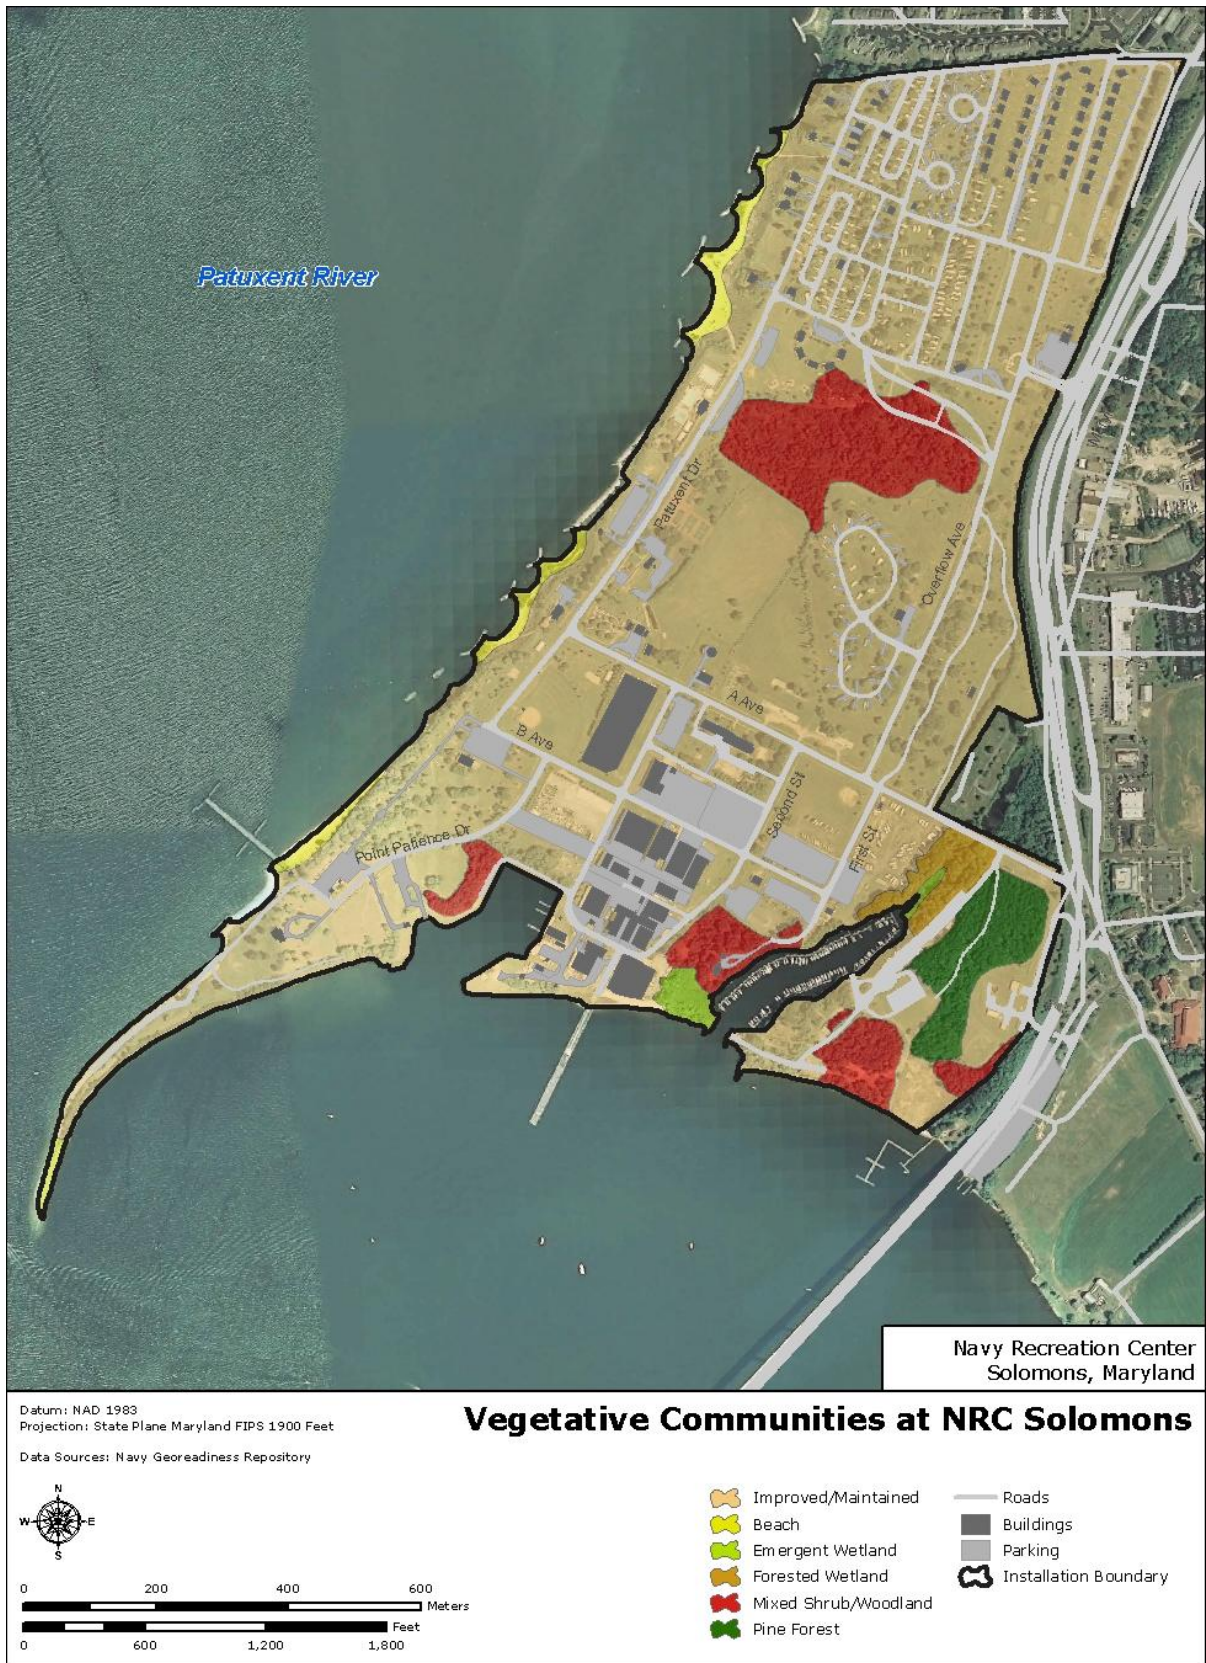 Patuxent River
Patuxent Dr
Overflow Ave
A Ave
B Ave
Second St
First St
Point Patience Dr
Navy Recreation Center
Solomons, Maryland
Datum: NAD 1983
Projection: State Plane Maryland FIPS 1900 Feet
Data Sources: Navy Georeadiness Repository
Vegetative Communities at NRC Solomons
N
W
E
S
0 200 400 600
Meters
Feet
0 600 1,200 1,800
Improved/Maintained
Beach
Emergent Wetland
Forested Wetland
Mixed Shrub/Woodland
Pine Forest
Roads
Buildings
Parking
Installation Boundary